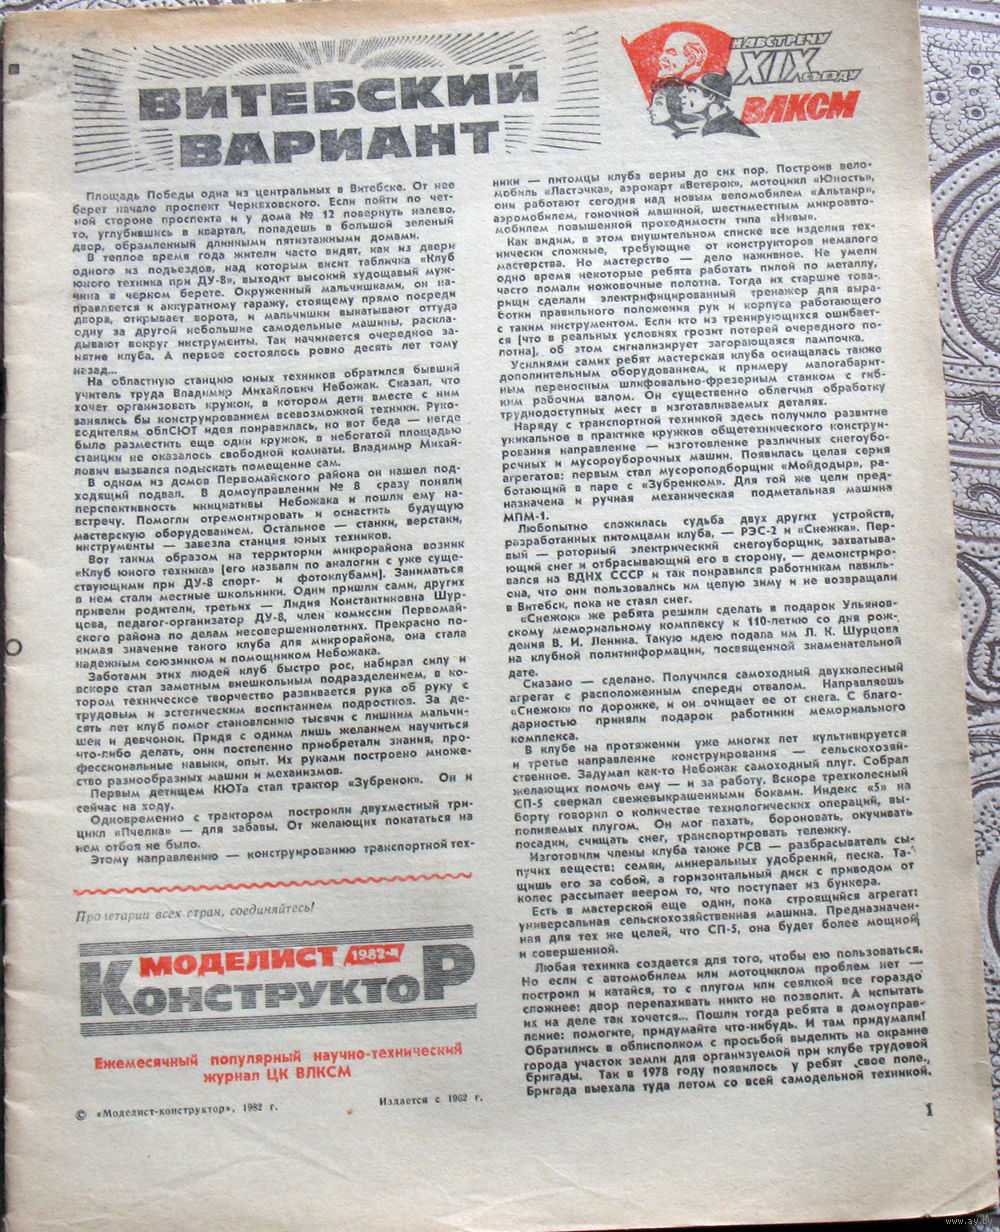 ВИТЕБСКИЙ
ВАРИАНТ
НАВСТРЕЧУ
XIX
СЪЕЗДУ
ВЛКСМ
Площадь Победы одна из центральных в Витебске. От нее
берет начало проспект Черняховского. Если пойти по чет-
ной стороне проспекта и у дома № 12 повернуть налево,
то, углубившись в квартал, попадешь в большой зеленый
двор, обрамленный длинными пятиэтажными домами.
В теплое время года жители часто видят, как из двери
одного из подъездов, над которым висит табличка «Клуб
юного техника при ДУ-8», выходит высокий худощавый муж-
чина в черном берете. Окруженный мальчишками, он на-
правляется к аккуратному гаражу, стоящему прямо посреди
двора, открывает ворота, и мальчишки выкатывают оттуда
одну за другой небольшие самодельные машины, раскла-
дывают вокруг инструменты. Так начинается очередное за-
нятие клуба. А первое состоялось ровно десять лет тому
назад...
На областную станцию юных техников обратился бывший
учитель труда Владимир Михайлович Небожак. Сказал, что
хочет организовать кружок, в котором дети вместе с ним
занялись бы конструированием всевозможной техники. Руко-
водителям облСЮТ идея понравилась, но вот беда — негде
было разместить еще один кружок, в небогатой площадью
станции не оказалось свободной комнаты. Владимир Михай-
лович вызвался подыскать помещение сам.
В одном из домов Первомайского района он нашел под-
ходящий подвал. В домоуправлении № 8 сразу поняли
перспективность инициативы Небожака и пошли ему на-
встречу. Помогли отремонтировать и оснастить будущую
мастерскую оборудованием. Остальное — станки, верстаки,
инструменты — завезла станция юных техников.
Вот таким образом на территории микрорайона возник
«Клуб юного техника» (его назвали по аналогии с уже суще-
ствующими при ДУ-8 спорт- и фотоклубами). Заниматься
в нем стали местные школьники. Одни пришли сами, других
привели родители, третьих — Лидия Константиновна Шур-
цова, педагог-организатор ДУ-8, член комиссии Первомай-
ского района по делам несовершеннолетних. Прекрасно по-
нимая значение такого клуба для микрорайона, она стала
надежным союзником и помощником Небожака.
Заботами этих людей клуб быстро рос, набирал силу и
вскоре стал заметным внешкольным подразделением, в ко-
тором техническое творчество развивается рука об руку с
трудовым и эстетическим воспитанием подростков. За де-
сять лет клуб помог становлению тысячи с лишним мальчи-
шек и девчонок. Придя с одним лишь желанием научиться
что-либо делать, они постепенно приобретали знания, про-
фессиональные навыки, опыт. Их руками построено множе-
ство разнообразных машин и механизмов.
Первым детищем КЮТа стал трактор «Зубренок». Он и
сейчас на ходу.
Одновременно с трактором построили двухместный три-
цикл «Пчелка» — для забавы. От желающих покататься на
нем отбоя не было.
Этому направлению — конструированию транспортной тех-
ники — питомцы клуба верны до сих пор. Построив вело-
мобиль «Ласточка», аэрокарт «Ветерок», мотоцикл «Юность»,
они работают сегодня над новым веломобилем «Альтаир»,
аэромобилем, гоночной машиной, шестиместным микроавто-
мобилем повышенной проходимости типа «Нивы».
Как видим, в этом внушительном списке все изделия тех-
нически сложные, требующие от конструкторов немалого
мастерства. Но мастерство — дело наживное. Не умели
одно время некоторые ребята работать пилой по металлу,
часто ломали ножовочные полотна. Тогда их старшие това-
рищи сделали электрифицированный тренажер для выра-
ботки правильного положения рук и корпуса работающего
с таким инструментом. Если кто из тренирующихся ошибает-
ся (что в реальных условиях грозит потерей очередного по-
лотна), об этом сигнализирует загорающаяся лампочка.
Усилиями самих ребят мастерская клуба оснащалась также
дополнительным оборудованием, к примеру малогабарит-
ным переносным шлифовально-фрезерным станком с гиб-
ким рабочим валом. Он существенно облегчил обработку
труднодоступных мест в изготавливаемых деталях.
Наряду с транспортной техникой здесь получило развитие
уникальное в практике кружков общетехнического конструи-
рования направление — изготовление различных снегоубо-
рочных и мусороуборочных машин. Появилась целая серия
агрегатов: первым стал мусороподборщик «Мойдодыр», ра-
ботающий в паре с «Зубренком». Для той же цели пред-
назначена и ручная механическая подметальная машина
МПМ-1.
Любопытно сложилась судьба двух других устройств,
разработанных питомцами клуба, — РЭС-2 и «Снежка». Пер-
вый — роторный электрический снегоуборщик, захватыва-
ющий снег и отбрасывающий его в сторону, — демонстриро-
вался на ВДНХ СССР и так понравился работникам павиль-
она, что они пользовались им целую зиму и не возвращали
в Витебск, пока не стаял снег.
«Снежок» же ребята решили сделать в подарок Ульянов-
скому мемориальному комплексу к 110-летию со дня рож-
дения В. И. Ленина. Такую идею подала им Л. К. Шурцова
на клубной политинформации, посвященной знаменательной
дате.
Сказано — сделано. Получился самоходный двухколесный
агрегат с расположенным спереди отвалом. Направляешь
«Снежок» по дорожке, и он очищает ее от снега. С благо-
дарностью приняли подарок работники мемориального
комплекса.
В клубе на протяжении уже многих лет культивируется
и третье направление конструирования — сельскохозяй-
ственное. Задумал как-то Небожак самоходный плуг. Собрал
желающих помочь ему — и за работу. Вскоре трехколесный
СП-5 сверкал свежевыкрашенными боками. Индекс «5» на
борту говорил о количестве технологических операций, вы-
полняемых плугом. Он мог пахать, бороновать, окучивать
посадки, счищать снег, транспортировать тележку.
Изготовили члены клуба также РСВ — разбрасыватель сы-
пучих веществ: семян, минеральных удобрений, песка. Та-
щишь его за собой, а горизонтальный диск с приводом от
колес рассыпает веером то, что поступает из бункера.
Есть в мастерской еще один, пока строящийся агрегат:
универсальная сельскохозяйственная машина. Предназначен-
ная для тех же целей, что СП-5, она будет более мощной
и совершенной.
Любая техника создается для того, чтобы ею пользоваться.
Но если с автомобилем или мотоциклом проблем нет —
построил и катайся, то с плугом или сеялкой все гораздо
сложнее: двор перепахивать никто не позволит. А испытать
их на деле так хочется... Пошли тогда ребята в домоуправ-
ление: помогите, придумайте что-нибудь. И там придумали!
Обратились в облисполком с просьбой выделить на окраине
города участок земли для организуемой при клубе трудовой
бригады. Так в 1978 году появилось у ребят свое поле.
Бригада выехала туда летом со всей самодельной техникой.
Пролетарии всех стран, соединяйтесь!
МОДЕЛИСТ 1982-4
КОНСТРУКТОР
Ежемесячный популярный научно-технический
журнал ЦК ВЛКСМ
© «Моделист-конструктор», 1982 г.
Издается с 1962 г.
1
www.ay.by